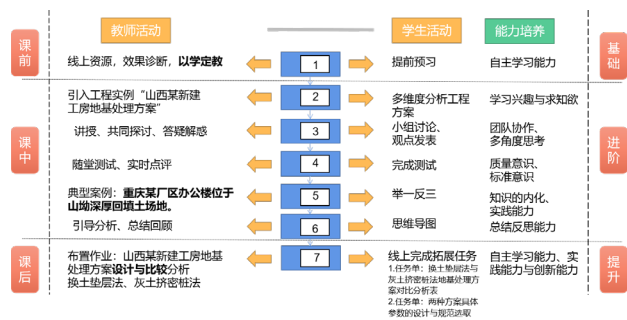 教师活动
学生活动
能力培养
课前
线上资源，效果诊断，以学定教
1
提前预习
自主学习能力
基础
引入工程实例“山西某新建
工房地基处理方案”
2
多维度分析工程
方案
学习兴趣与求知欲
课中
讲授、共同探讨、答疑解惑
3
小组讨论、
观点发表
团队协作、
多角度思考
进阶
随堂测试、实时点评
4
完成测试
质量意识、
标准意识
典型案例：重庆某厂区办公楼位于
山坳深厚回填土场地。
5
举一反三
知识的内化、
实践能力
引导分析、总结回顾
6
思维导图
总结反思能力
课后
布置作业：山西某新建工房地基
处理方案设计与比较分析
换土垫层法、灰土挤密桩法
7
线上完成拓展任务
1.任务单：换土垫层法与
灰土挤密桩法地基处理方
案对比分析表
2.任务单：两种方案具体
参数的设计与规范选取
自主学习能力、实
践能力与创新能力
提升